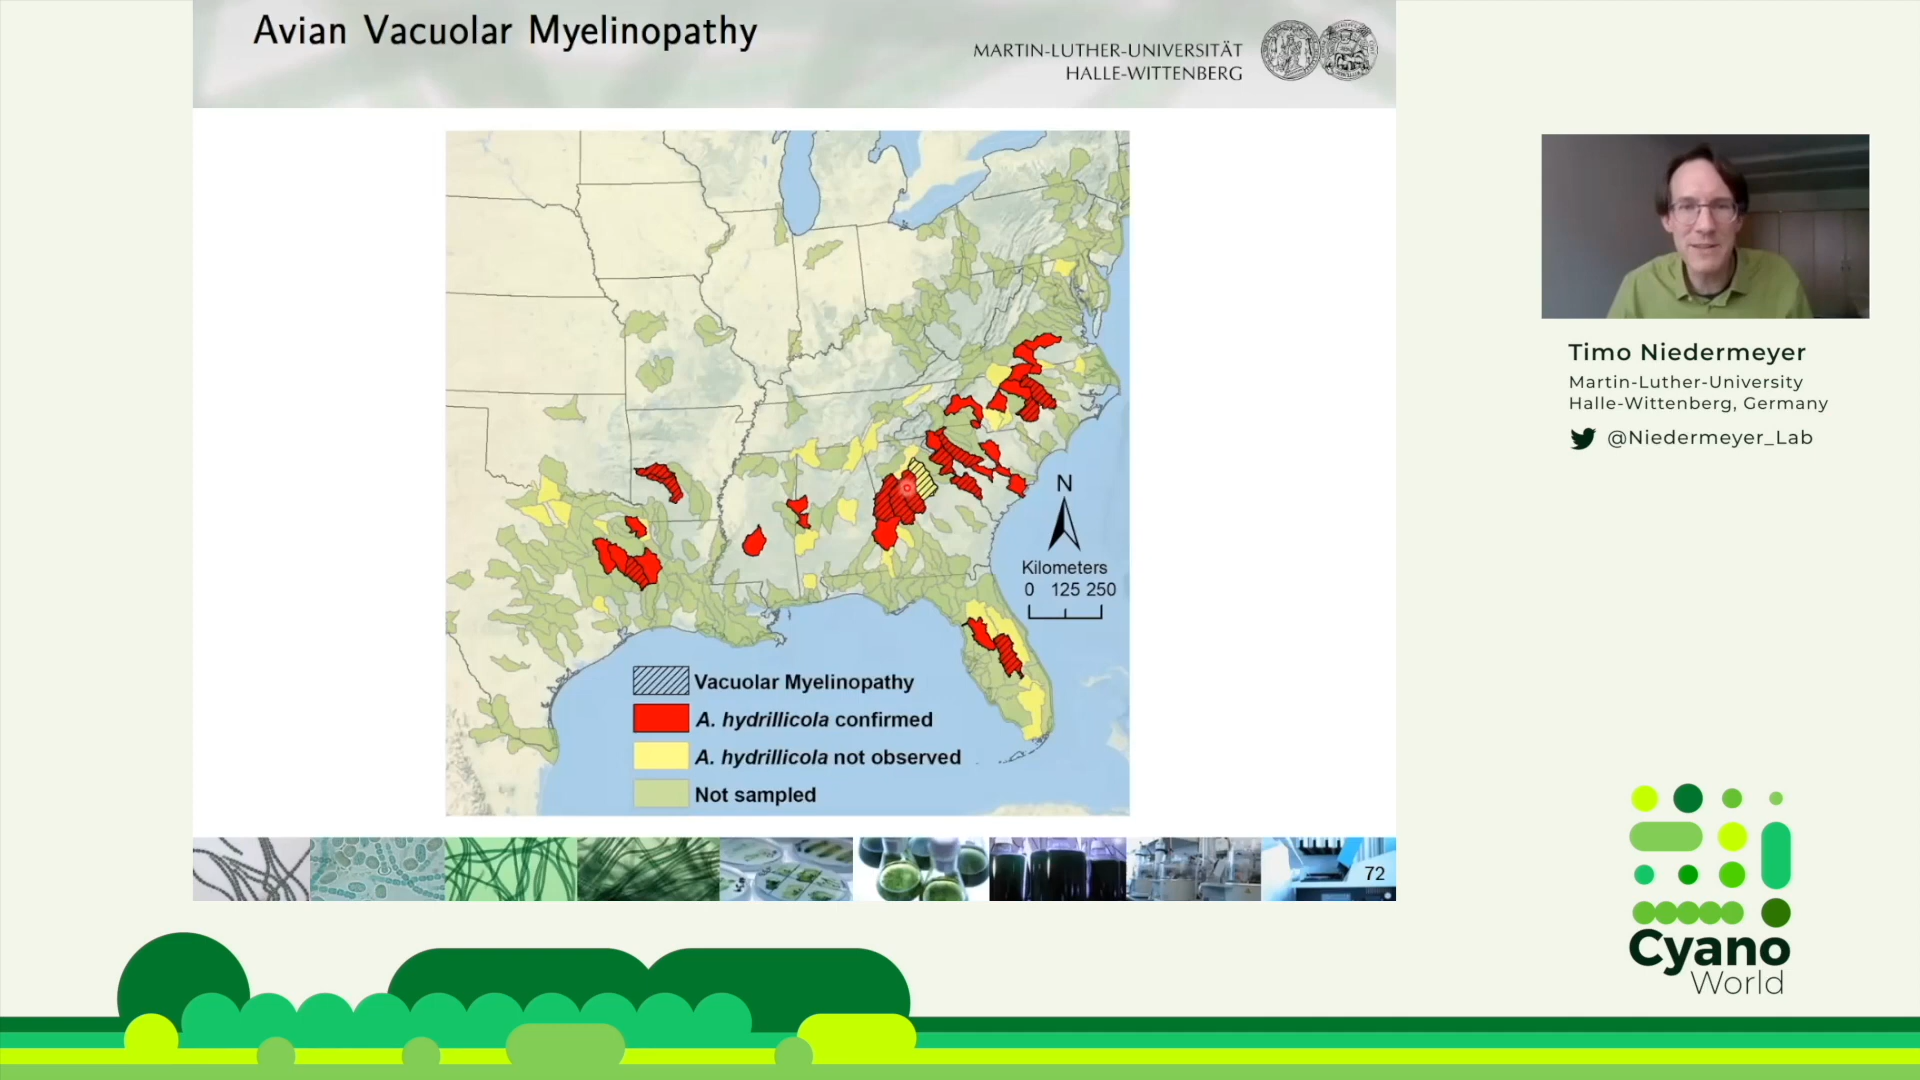 Avian Vacuolar Myelinopathy
MARTIN-LUTHER-UNIVERSITÄT
HALLE-WITTENBERG
N
Kilometers
0 125 250
Vacuolar Myelinopathy
A. hydrillicola confirmed
A. hydrillicola not observed
Not sampled
72
Timo Niedermeyer
Martin-Luther-University
Halle-Wittenberg, Germany
@Niedermeyer_Lab
Cyano
World